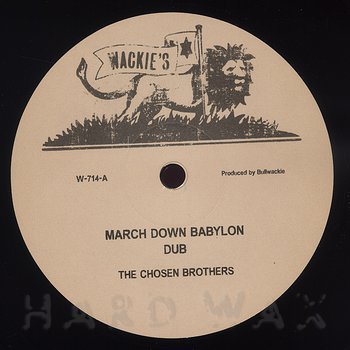 WACKIE'S
W-714-A
Produced by Bullwackie
MARCH DOWN BABYLON
DUB
THE CHOSEN BROTHERS
HARD WAX